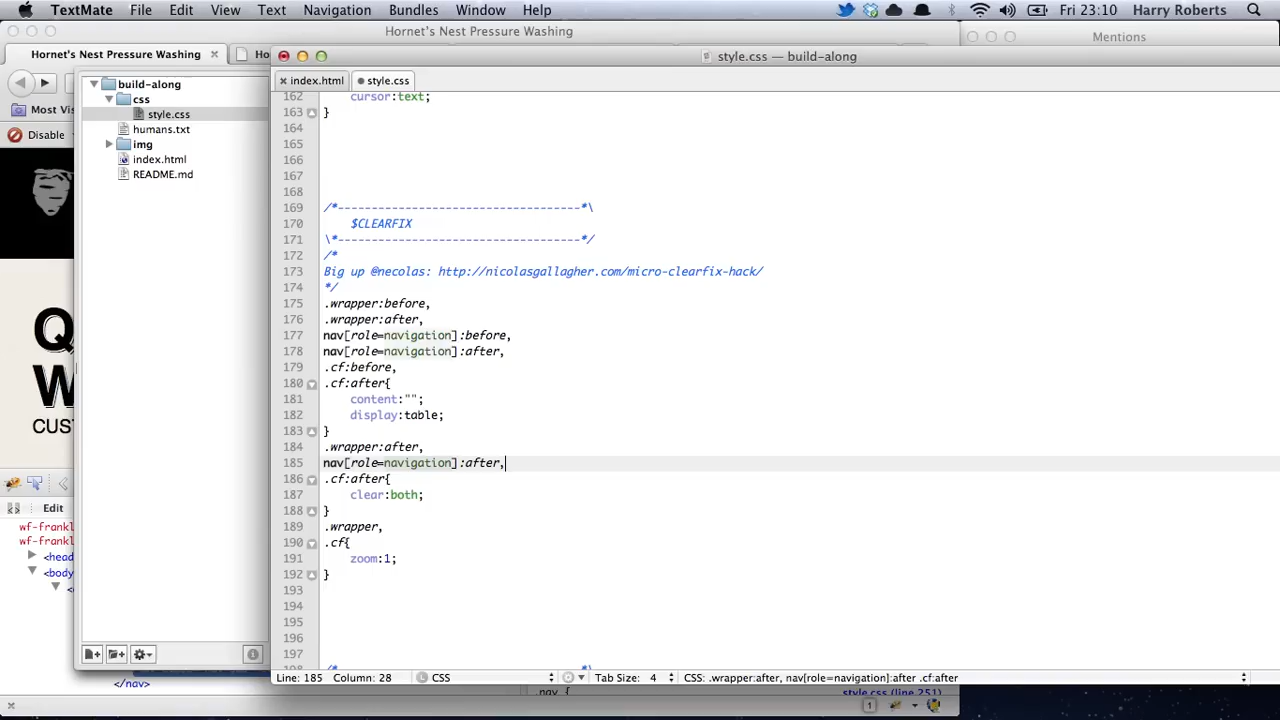 TextMate File Edit View Text Navigation Bundles Window Help Fri 23:10 Harry Roberts
Hornet's Nest Pressure Washing
Mentions
Hornet's Nest Pressure Washing
Ho
style.css — build-along
build-along
css
style.css
humans.txt
img
index.html
README.md
index.html
style.css
Most Vis
Disable
Q
W
CUST
Edit
wf-frankl
wf-frankl
<head
<body
</nav>
162 cursor:text;
163 }
164
165
166
167
168
169 /*------------------------------------*\
170 $CLEARFIX
171 \*------------------------------------*/
172 /*
173 Big up @necolas: http://nicolasgallagher.com/micro-clearfix-hack/
174 */
175 .wrapper:before,
176 .wrapper:after,
177 nav[role=navigation]:before,
178 nav[role=navigation]:after,
179 .cf:before,
180 .cf:after{
181 content:"";
182 display:table;
183 }
184 .wrapper:after,
185 nav[role=navigation]:after,
186 .cf:after{
187 clear:both;
188 }
189 .wrapper,
190 .cf{
191 zoom:1;
192 }
193
194
195
196
197
198 /* *\
Line: 185 Column: 28 CSS Tab Size: 4 CSS: .wrapper:after, nav[role=navigation]:after .cf:after
.nav {
style.css (line 251)
1